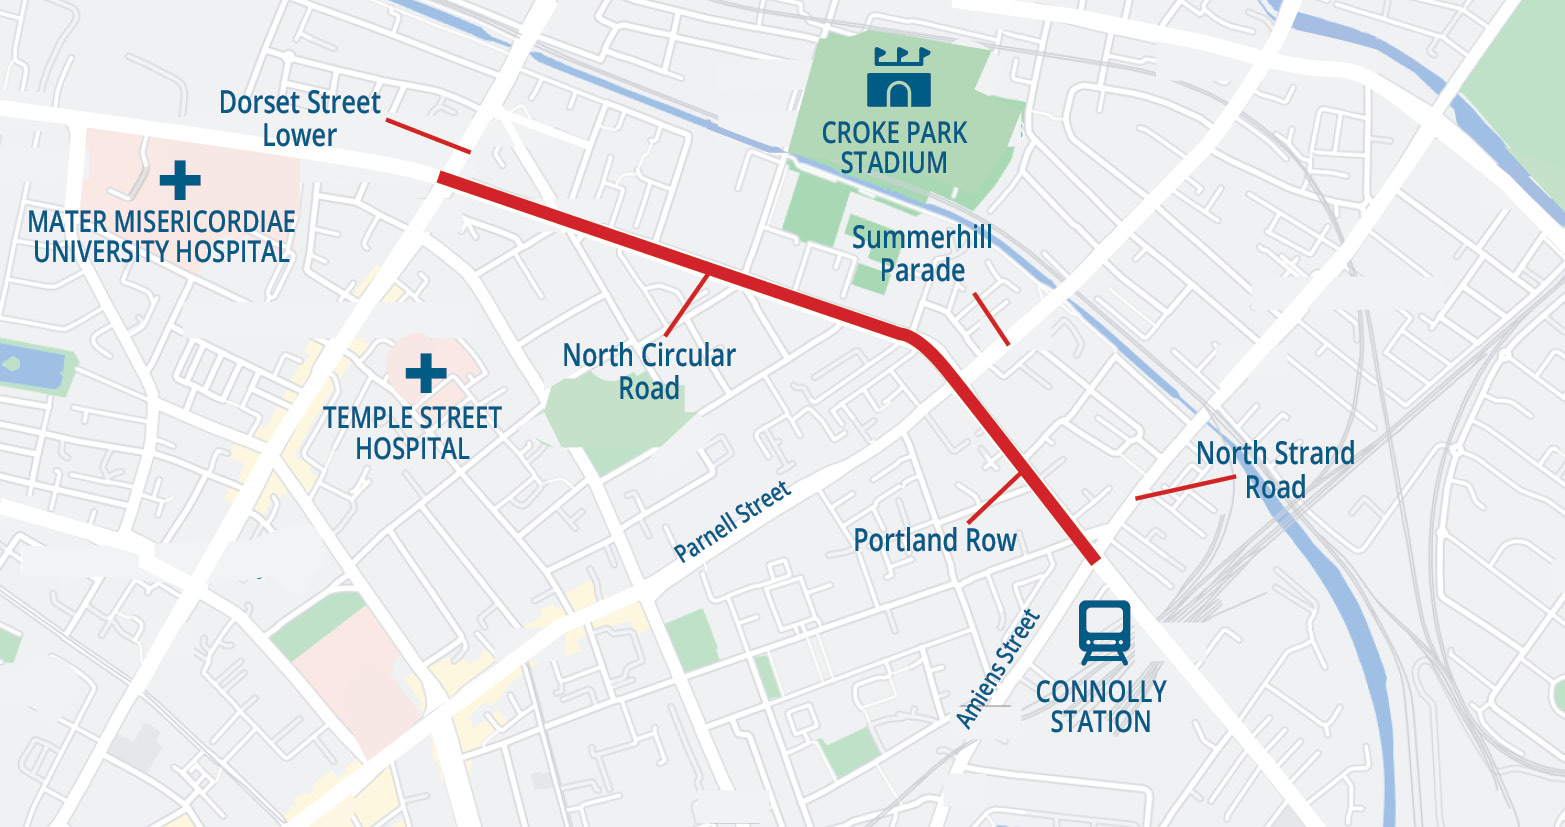 Dorset Street
Lower
CROKE PARK
STADIUM
MATER MISERICORDIAE
UNIVERSITY HOSPITAL
Summerhill
Parade
North Circular
Road
TEMPLE STREET
HOSPITAL
North Strand
Road
Parnell Street
Portland Row
Amiens Street
CONNOLLY
STATION